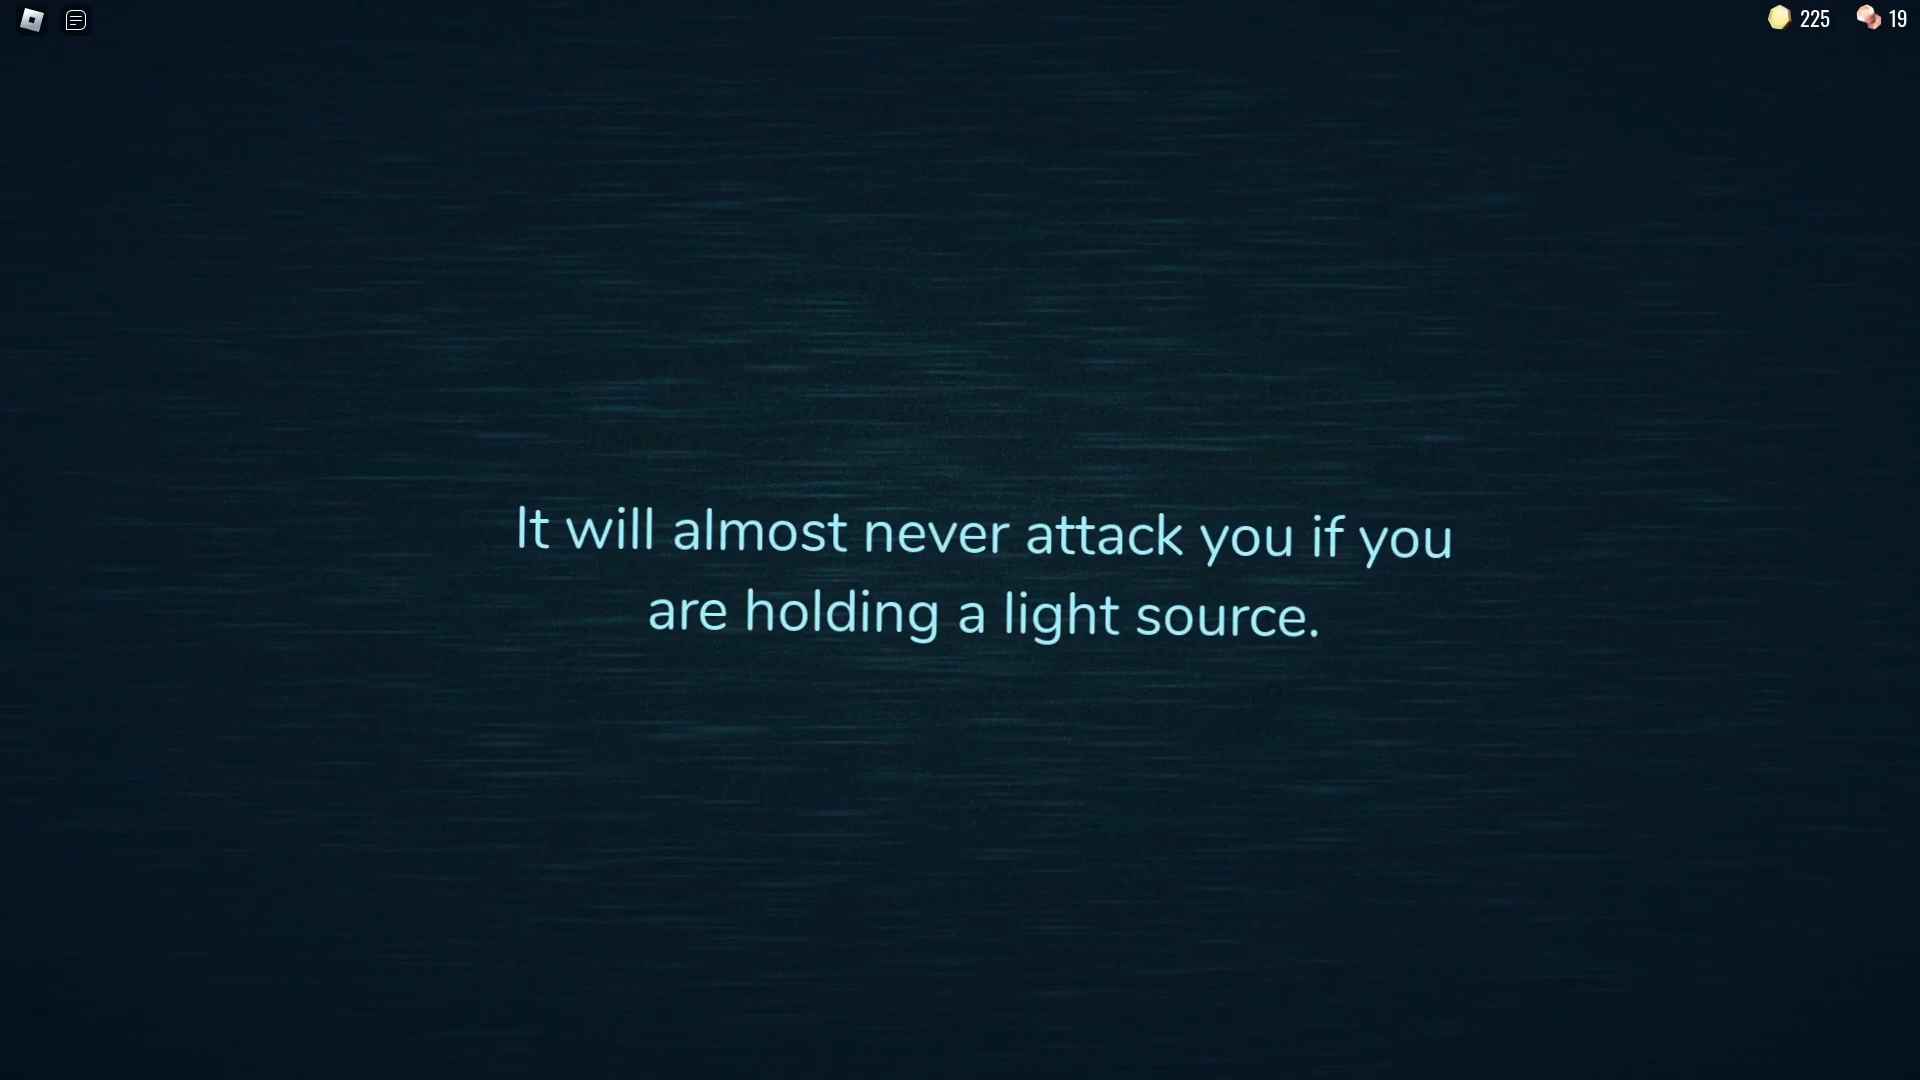 225 19
It will almost never attack you if you
are holding a light source.